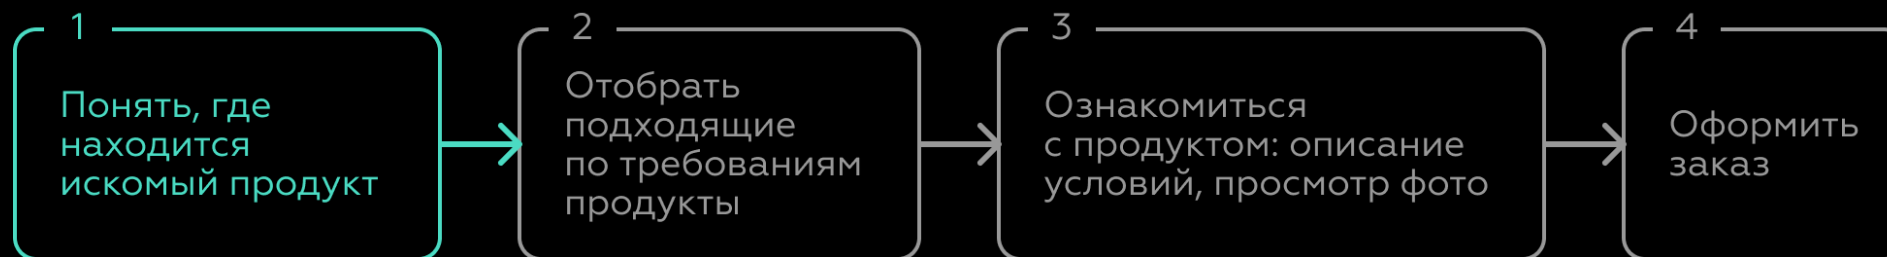 1
Понять, где
находится
искомый продукт
2
Отобрать
подходящие
по требованиям
продукты
3
Ознакомиться
с продуктом: описание
условий, просмотр фото
4
Оформить
заказ